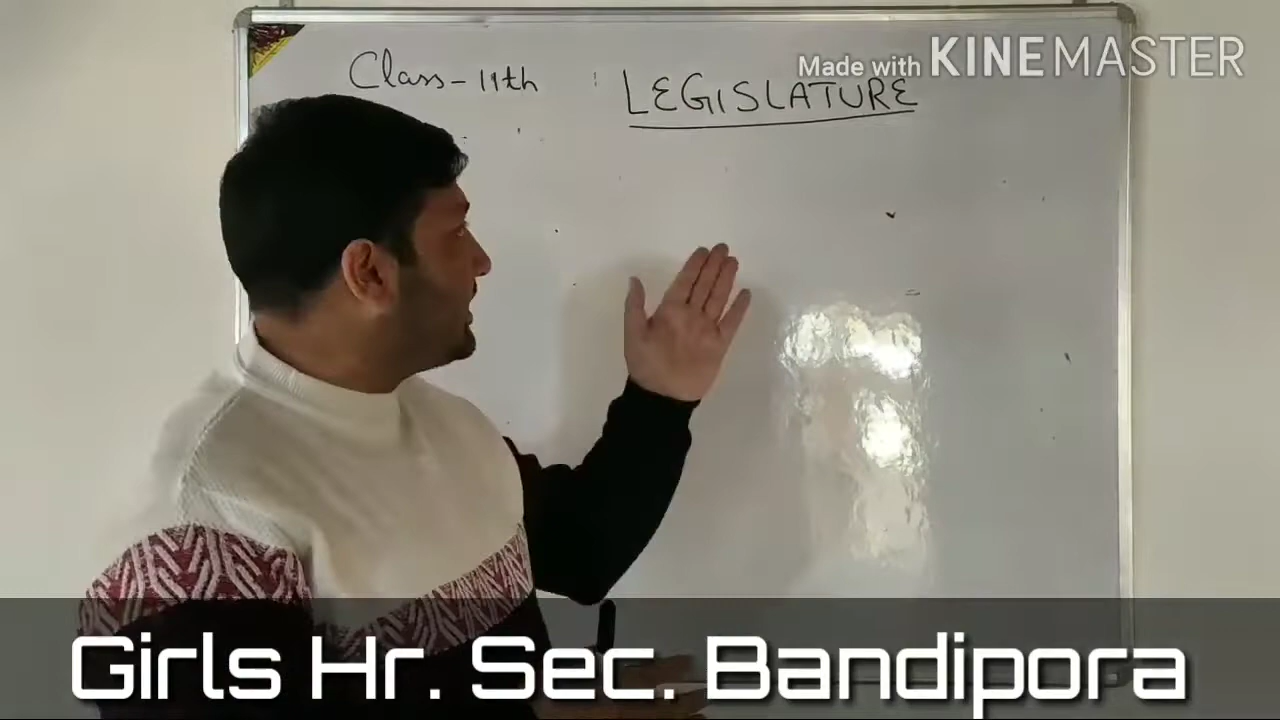 Made with KINEMASTER
Class-11th : LEGISLATURE
Girls Hr. Sec. Bandipora